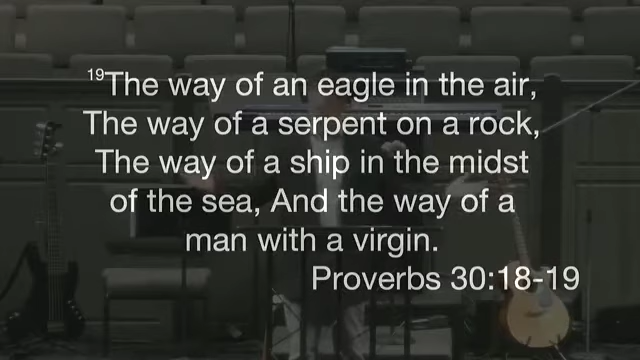 19The way of an eagle in the air,
The way of a serpent on a rock,
The way of a ship in the midst
of the sea, And the way of a
man with a virgin.
Proverbs 30:18-19